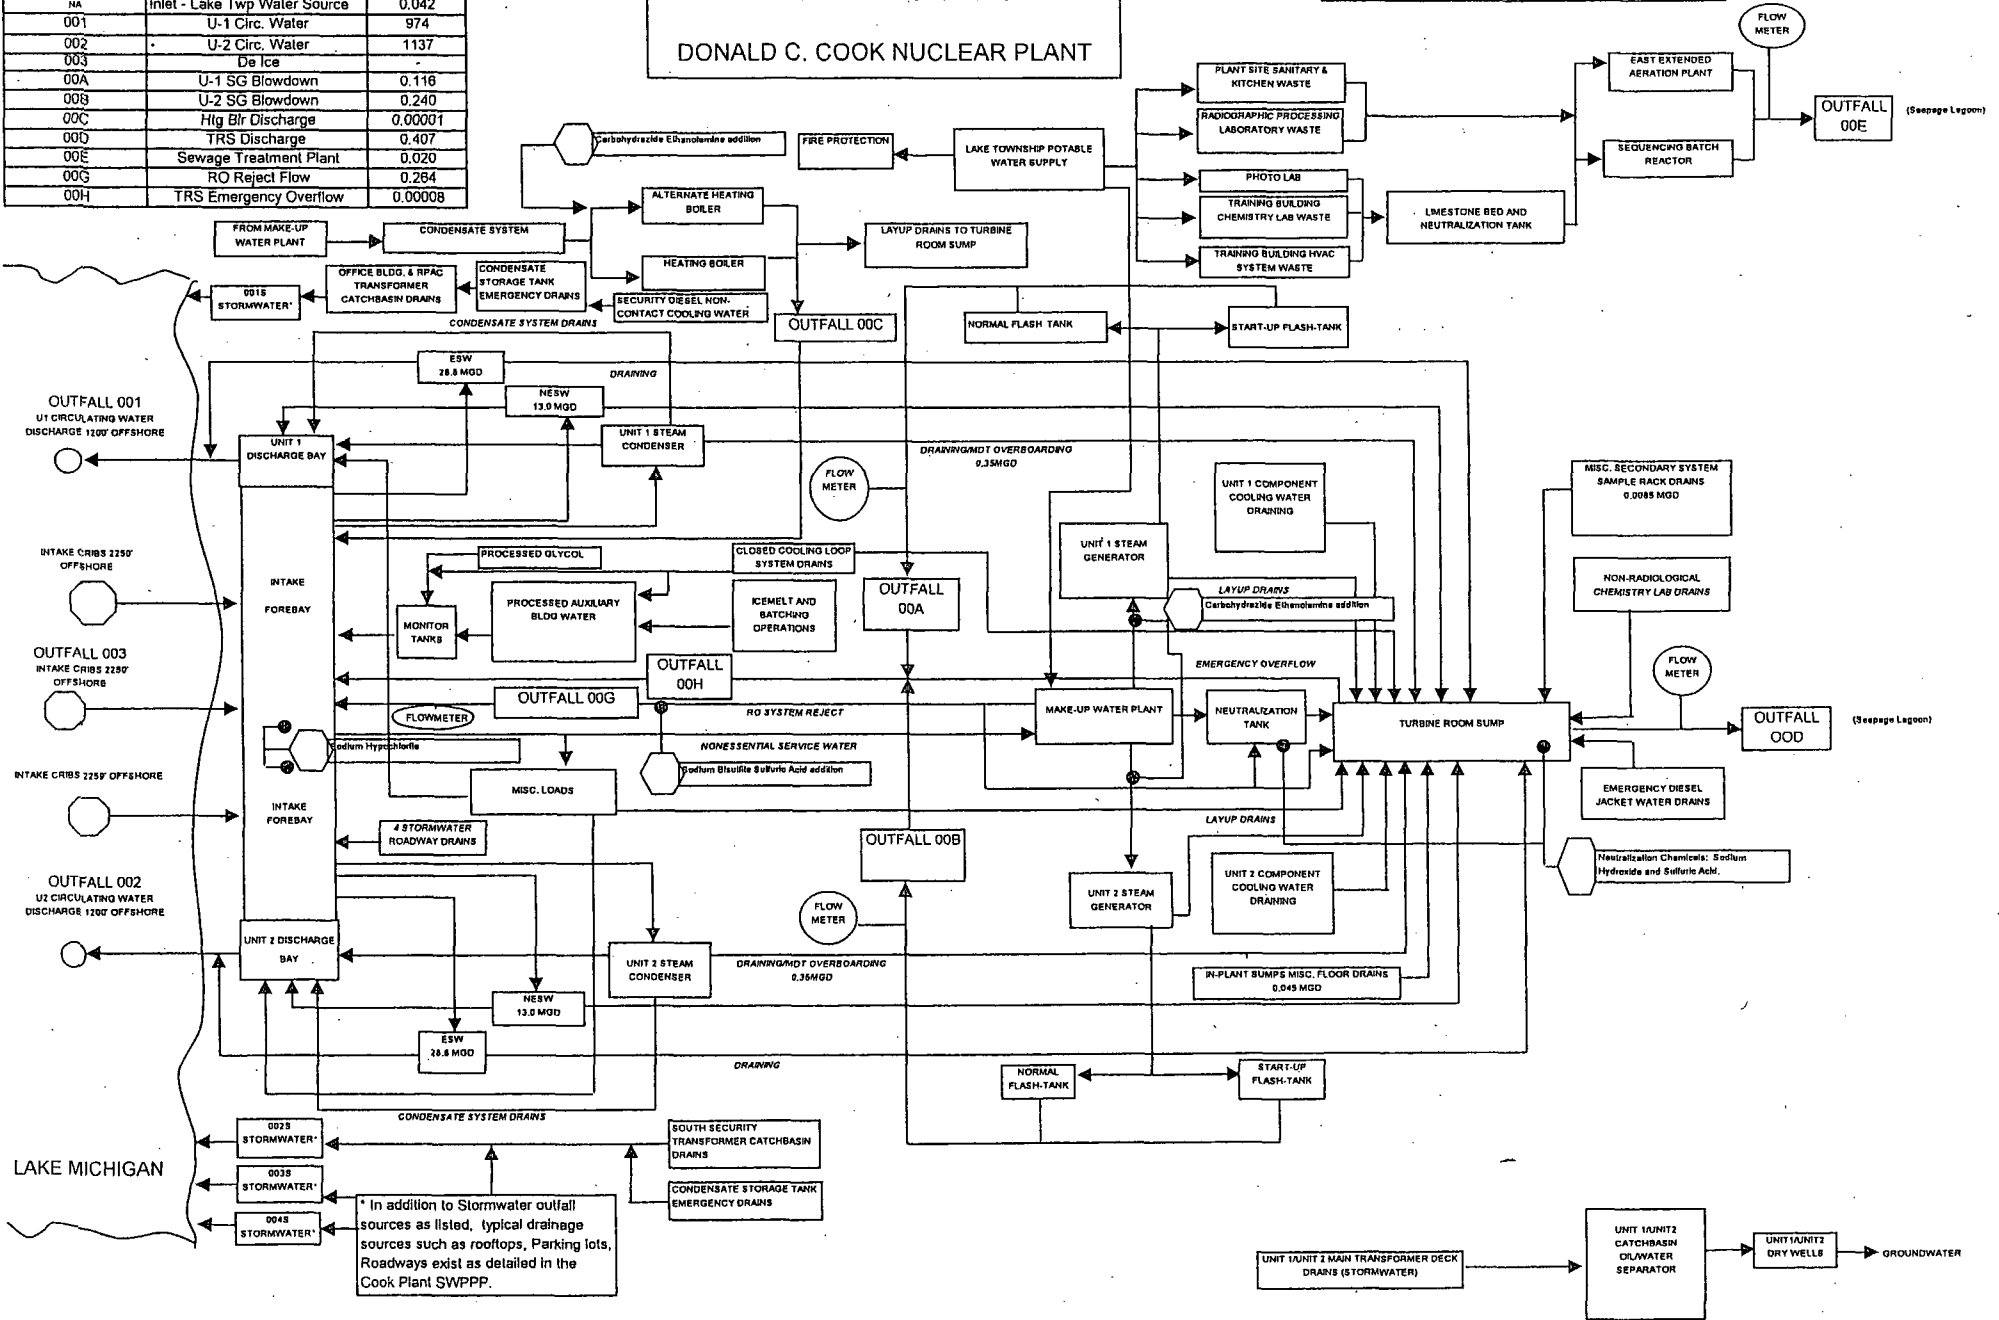 NA Inlet - Lake Twp Water Source 0.042
001 U-1 Circ. Water 974
002 U-2 Circ. Water 1137
003 De Ice -
00A U-1 SG Blowdown 0.116
00B U-2 SG Blowdown 0.240
00C Htg Blr Discharge 0.00001
00D TRS Discharge 0.407
00E Sewage Treatment Plant 0.020
00G RO Reject Flow 0.264
00H TRS Emergency Overflow 0.00008
DONALD C. COOK NUCLEAR PLANT
FLOW
METER
PLANT SITE SANITARY &
KITCHEN WASTE
EAST EXTENDED
AERATION PLANT
RADIOGRAPHIC PROCESSING
LABORATORY WASTE
OUTFALL
00E
(Seepage Lagoon)
Carbohydrazide Ethanolamine addition
FIRE PROTECTION
LAKE TOWNSHIP POTABLE
WATER SUPPLY
SEQUENCING BATCH
REACTOR
PHOTO LAB
ALTERNATE HEATING
BOILER
TRAINING BUILDING
CHEMISTRY LAB WASTE
LIMESTONE BED AND
NEUTRALIZATION TANK
FROM MAKE-UP
WATER PLANT
CONDENSATE SYSTEM
LAYUP DRAINS TO TURBINE
ROOM SUMP
TRAINING BUILDING HVAC
SYSTEM WASTE
HEATING BOILER
001S
STORMWATER*
OFFICE BLDG. & RPAC
TRANSFORMER
CATCHBASIN DRAINS
CONDENSATE
STORAGE TANK
EMERGENCY DRAINS
SECURITY DIESEL NON-
CONTACT COOLING WATER
CONDENSATE SYSTEM DRAINS
OUTFALL 00C
NORMAL FLASH TANK
START-UP FLASH-TANK
ESW
28.8 MGD
DRAINING
NESW
13.0 MGD
OUTFALL 001
U1 CIRCULATING WATER
DISCHARGE 1200' OFFSHORE
UNIT 1
DISCHARGE BAY
UNIT 1 STEAM
CONDENSER
DRAINING/MDT OVERBOARDING
0.35MGD
FLOW
METER
UNIT 1 COMPONENT
COOLING WATER
DRAINING
MISC. SECONDARY SYSTEM
SAMPLE RACK DRAINS
0.0085 MGD
INTAKE CRIBS 2250'
OFFSHORE
INTAKE
FOREBAY
PROCESSED GLYCOL
CLOSED COOLING LOOP
SYSTEM DRAINS
UNIT 1 STEAM
GENERATOR
MONITOR
TANKS
PROCESSED AUXILIARY
BLDG WATER
ICEMELT AND
BATCHING
OPERATIONS
OUTFALL
00A
LAYUP DRAINS
Carbohydrazide Ethanolamine addition
NON-RADIOLOGICAL
CHEMISTRY LAB DRAINS
OUTFALL 003
INTAKE CRIBS 2250'
OFFSHORE
OUTFALL
00H
EMERGENCY OVERFLOW
FLOW
METER
OUTFALL 00G
FLOWMETER
RO SYSTEM REJECT
MAKE-UP WATER PLANT
NEUTRALIZATION
TANK
TURBINE ROOM SUMP
OUTFALL
OOD
(Seepage Lagoon)
Sodium Hypochlorite
NONESSENTIAL SERVICE WATER
Sodium Bisulfite Sulfuric Acid addition
INTAKE CRIBS 2250' OFFSHORE
INTAKE
FOREBAY
MISC. LOADS
EMERGENCY DIESEL
JACKET WATER DRAINS
LAYUP DRAINS
4 STORMWATER
ROADWAY DRAINS
OUTFALL 00B
Neutralization Chemicals: Sodium
Hydroxide and Sulfuric Acid.
OUTFALL 002
U2 CIRCULATING WATER
DISCHARGE 1200' OFFSHORE
FLOW
METER
UNIT 2 STEAM
GENERATOR
UNIT 2 COMPONENT
COOLING WATER
DRAINING
UNIT 2 DISCHARGE
BAY
UNIT 2 STEAM
CONDENSER
DRAINING/MDT OVERBOARDING
0.35MGD
IN-PLANT SUMPS MISC. FLOOR DRAINS
0.045 MGD
NESW
13.0 MGD
ESW
28.8 MGD
DRAINING
NORMAL
FLASH-TANK
START-UP
FLASH-TANK
CONDENSATE SYSTEM DRAINS
002S
STORMWATER*
SOUTH SECURITY
TRANSFORMER CATCHBASIN
DRAINS
LAKE MICHIGAN
003S
STORMWATER*
CONDENSATE STORAGE TANK
EMERGENCY DRAINS
004S
STORMWATER*
* In addition to Stormwater outfall
sources as listed, typical drainage
sources such as rooftops, Parking lots,
Roadways exist as detailed in the
Cook Plant SWPPP.
UNIT 1/UNIT 2 MAIN TRANSFORMER DECK
DRAINS (STORMWATER)
UNIT 1/UNIT2
CATCHBASIN
OIL/WATER
SEPARATOR
UNIT1/UNIT2
DRY WELLS
GROUNDWATER